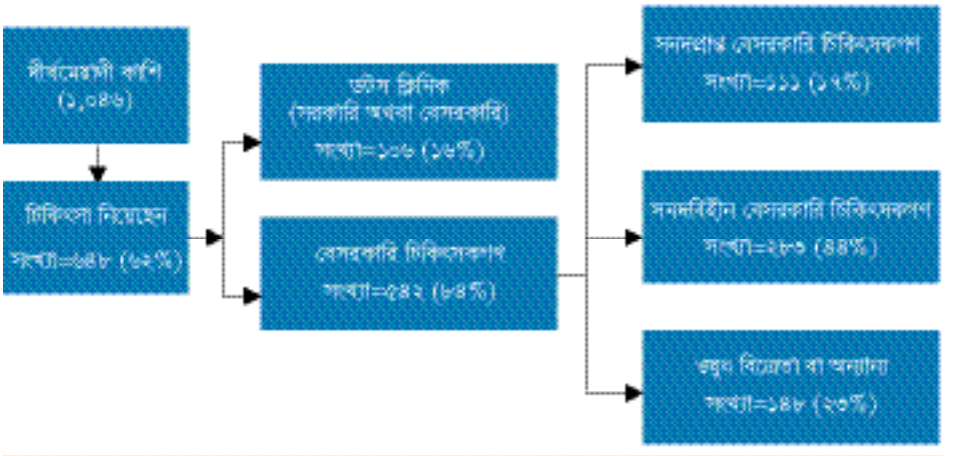 দীর্ঘমেয়াদী কাশি
(১,০৪৬)
চিকিৎসা নিয়েছেন
সংখ্যা=৬৪৮ (৬২%)
ডটস ক্লিনিক
(সরকারি অথবা বেসরকারি)
সংখ্যা=১০৬ (১৬%)
বেসরকারি চিকিৎসকগণ
সংখ্যা=৫৪২ (৮৪%)
সনদপ্রাপ্ত বেসরকারি চিকিৎসকগণ
সংখ্যা=১১১ (১৭%)
সনদবিহীন বেসরকারি চিকিৎসকগণ
সংখ্যা=২৮৩ (৪৪%)
ওষুধ বিক্রেতা বা অন্যান্য
সংখ্যা=১৪৮ (২৩%)